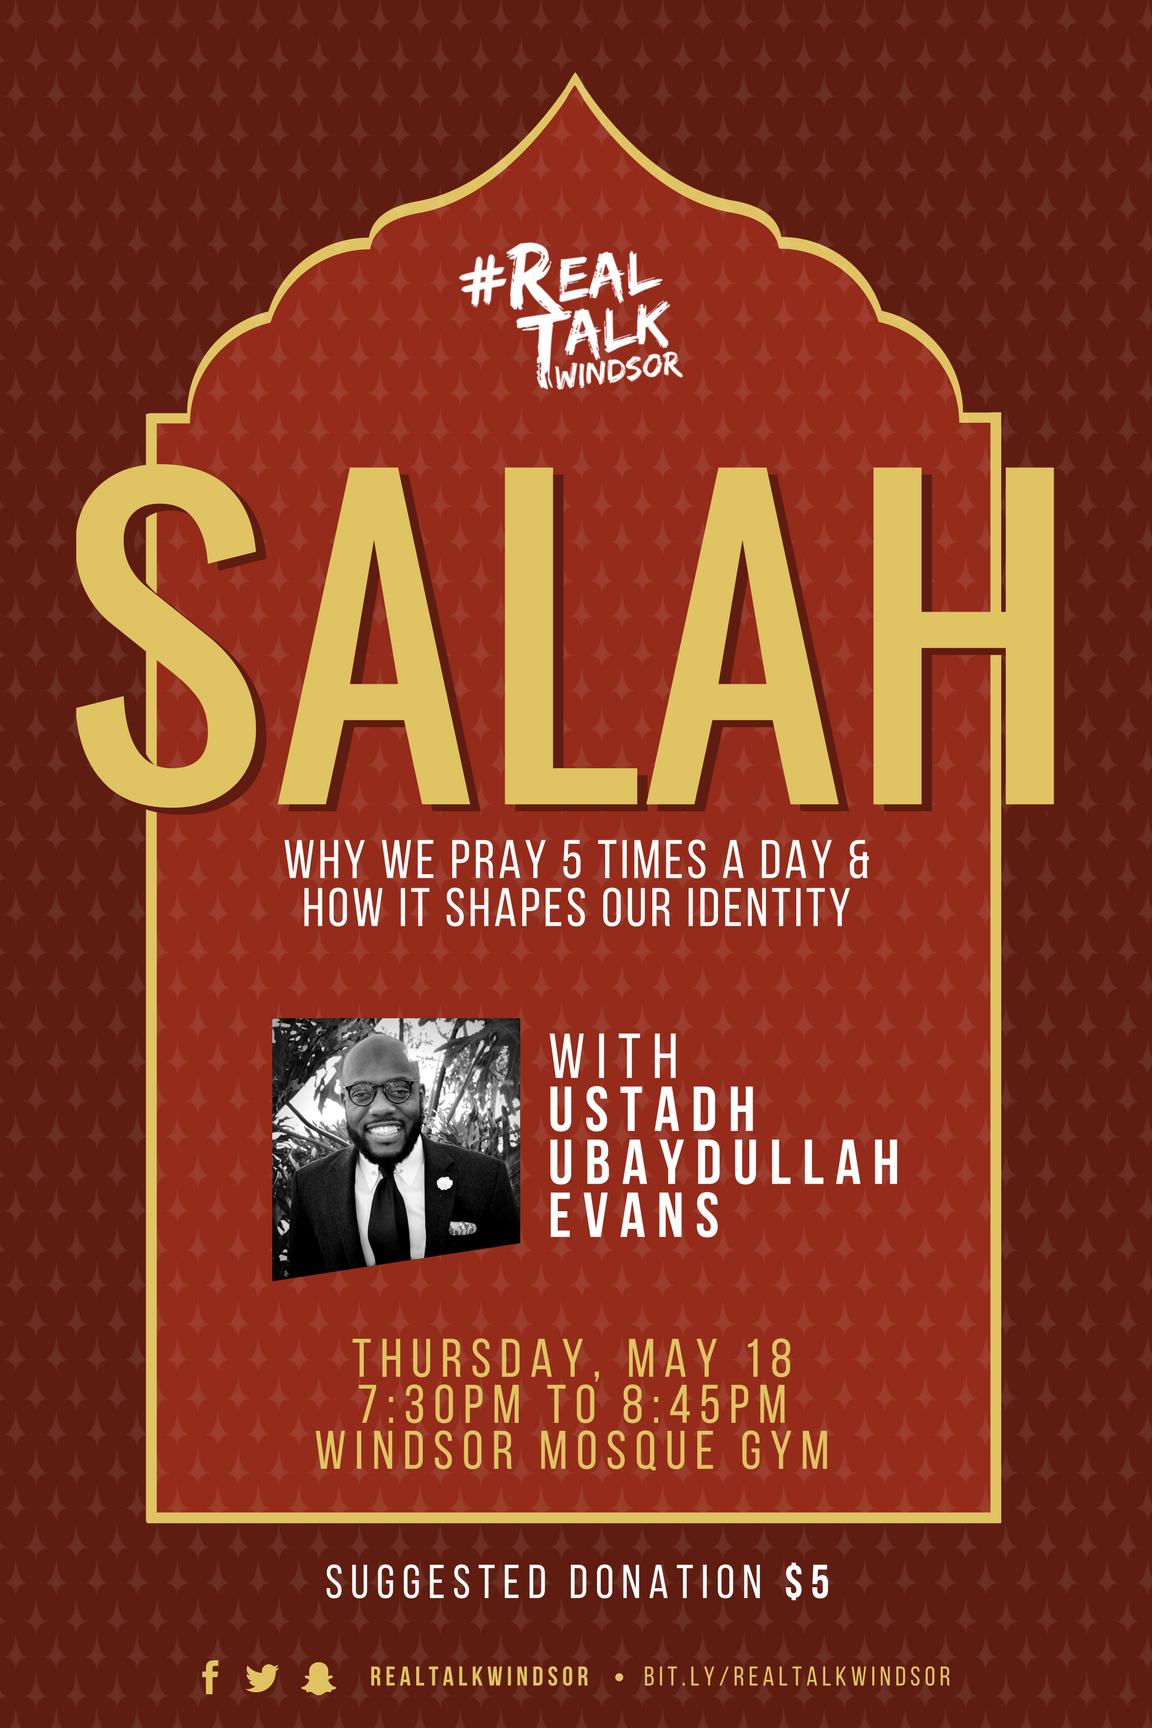 #REAL
TALK
WINDSOR
SALAH
WHY WE PRAY 5 TIMES A DAY &
HOW IT SHAPES OUR IDENTITY
WITH
USTADH
UBAYDULLAH
EVANS
THURSDAY, MAY 18
7:30PM TO 8:45PM
WINDSOR MOSQUE GYM
SUGGESTED DONATION $5
REALTALKWINDSOR • BIT.LY/REALTALKWINDSOR